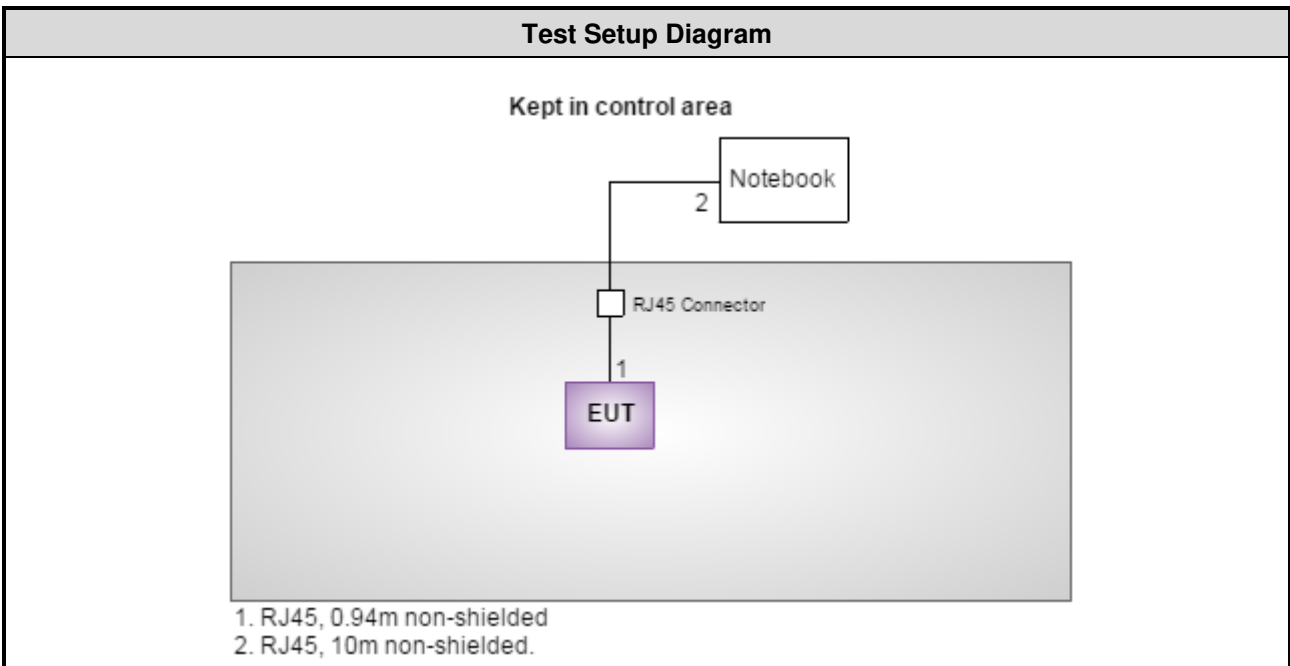 Test Setup Diagram
Kept in control area
Notebook
2
RJ45 Connector
1
EUT
1. RJ45, 0.94m non-shielded
2. RJ45, 10m non-shielded.